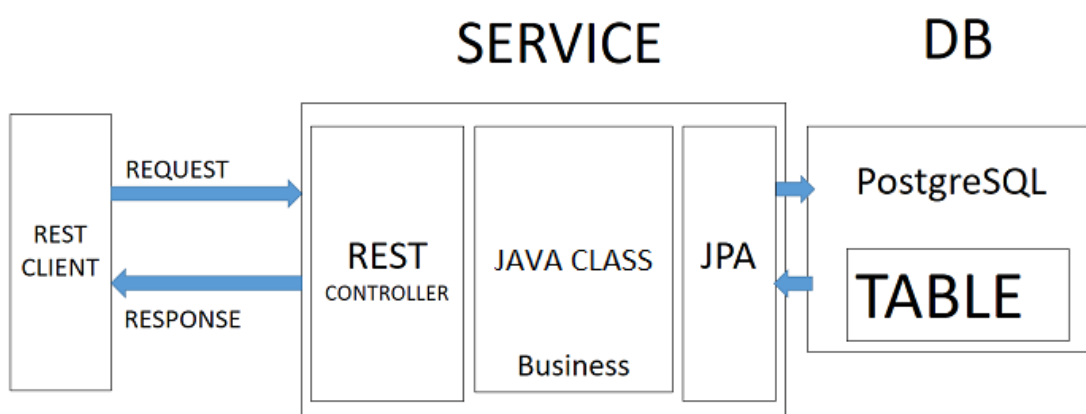 SERVICE
DB
REST
CLIENT
REQUEST
RESPONSE
REST
CONTROLLER
JAVA CLASS
Business
JPA
PostgreSQL
TABLE